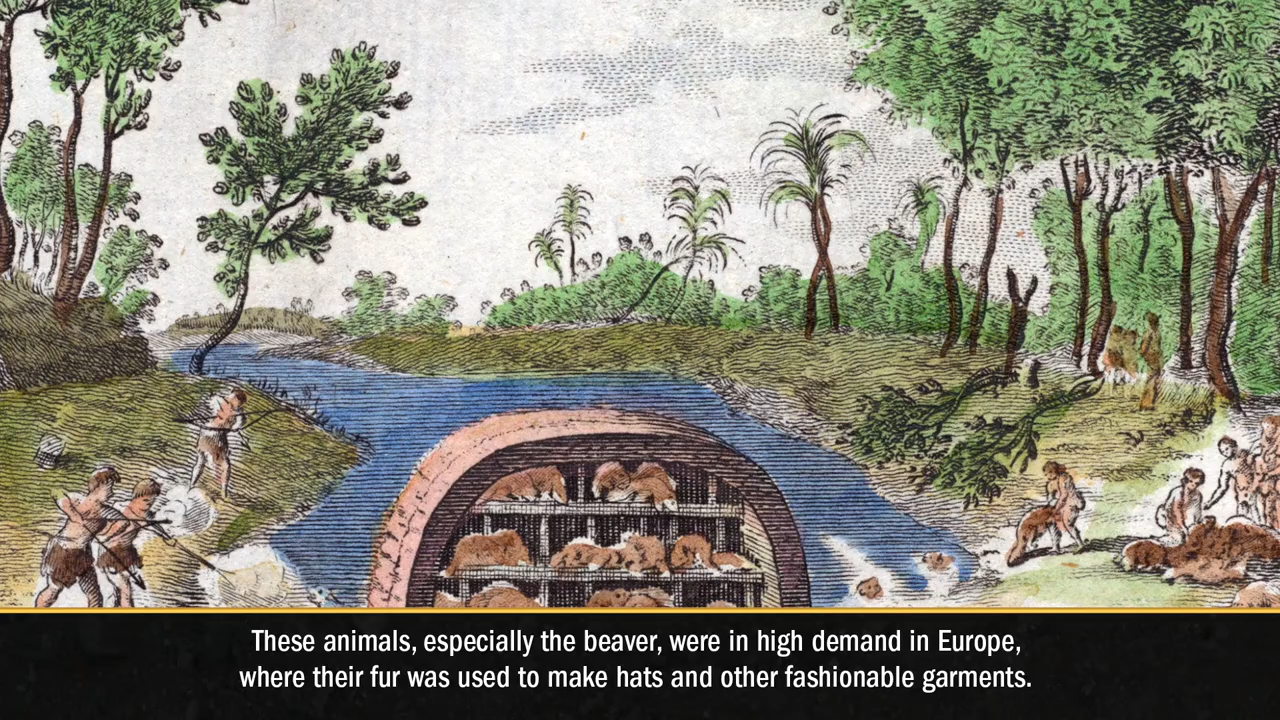 These animals, especially the beaver, were in high demand in Europe,
where their fur was used to make hats and other fashionable garments.